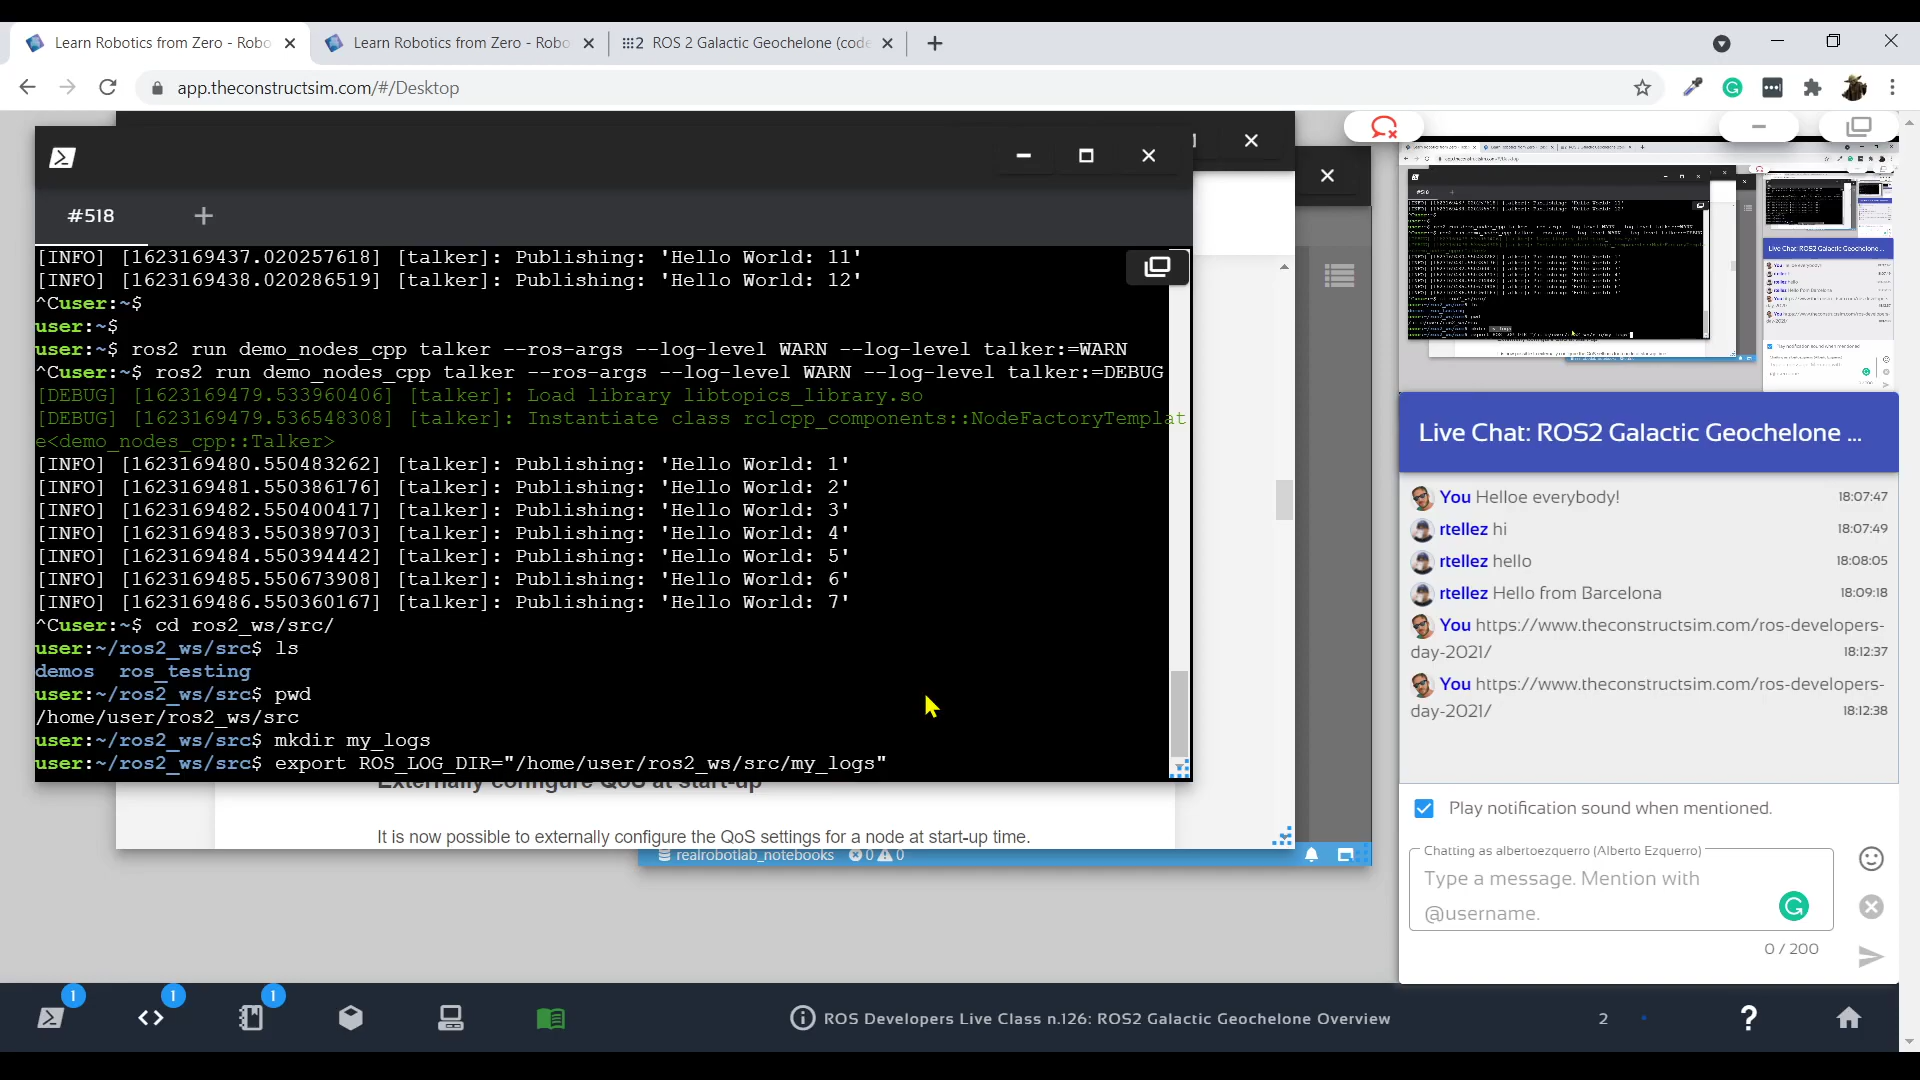 Learn Robotics from Zero - Robo
Learn Robotics from Zero - Robo
ROS 2 Galactic Geochelone (code
app.theconstructsim.com/#/Desktop
#518
[INFO] [1623169437.020257618] [talker]: Publishing: 'Hello World: 11'
[INFO] [1623169438.020286519] [talker]: Publishing: 'Hello World: 12'
^Cuser:~$
user:~$
user:~$ ros2 run demo_nodes_cpp talker --ros-args --log-level WARN --log-level talker:=WARN
^Cuser:~$ ros2 run demo_nodes_cpp talker --ros-args --log-level WARN --log-level talker:=DEBUG
[DEBUG] [1623169479.533960406] [talker]: Load library libtopics_library.so
[DEBUG] [1623169479.536548308] [talker]: Instantiate class rclcpp_components::NodeFactoryTemplat
e<demo_nodes_cpp::Talker>
[INFO] [1623169480.550483262] [talker]: Publishing: 'Hello World: 1'
[INFO] [1623169481.550386176] [talker]: Publishing: 'Hello World: 2'
[INFO] [1623169482.550400417] [talker]: Publishing: 'Hello World: 3'
[INFO] [1623169483.550389703] [talker]: Publishing: 'Hello World: 4'
[INFO] [1623169484.550394442] [talker]: Publishing: 'Hello World: 5'
[INFO] [1623169485.550673908] [talker]: Publishing: 'Hello World: 6'
[INFO] [1623169486.550360167] [talker]: Publishing: 'Hello World: 7'
^Cuser:~$ cd ros2_ws/src/
user:~/ros2_ws/src$ ls
demos ros_testing
user:~/ros2_ws/src$ pwd
/home/user/ros2_ws/src
user:~/ros2_ws/src$ mkdir my_logs
user:~/ros2_ws/src$ export ROS_LOG_DIR="/home/user/ros2_ws/src/my_logs"
Externally configure QoS at start-up
It is now possible to externally configure the QoS settings for a node at start-up time.
realrobotlab_notebooks 0 0
Live Chat: ROS2 Galactic Geochelone ...
You Helloe everybody! 18:07:47
rtellez hi 18:07:49
rtellez hello 18:08:05
rtellez Hello from Barcelona 18:09:18
You https://www.theconstructsim.com/ros-developers-
day-2021/ 18:12:37
You https://www.theconstructsim.com/ros-developers-
day-2021/ 18:12:38
Play notification sound when mentioned.
Chatting as albertoezquerro (Alberto Ezquerro)
Type a message. Mention with
@username.
0 / 200
1 1 1
ROS Developers Live Class n.126: ROS2 Galactic Geochelone Overview
2